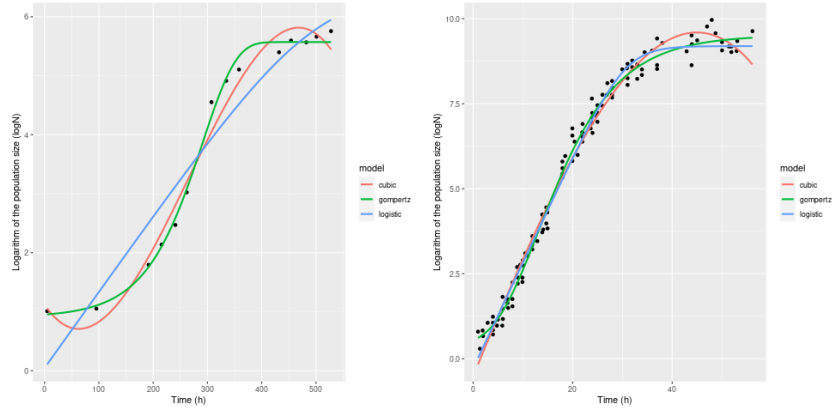 Logarithm of the population size (logN)
6
4
2
0
0
100
200
300
400
500
Time (h)
model
cubic
gompertz
logistic
Logarithm of the population size (logN)
10.0
7.5
5.0
2.5
0.0
0
20
40
Time (h)
model
cubic
gompertz
logistic